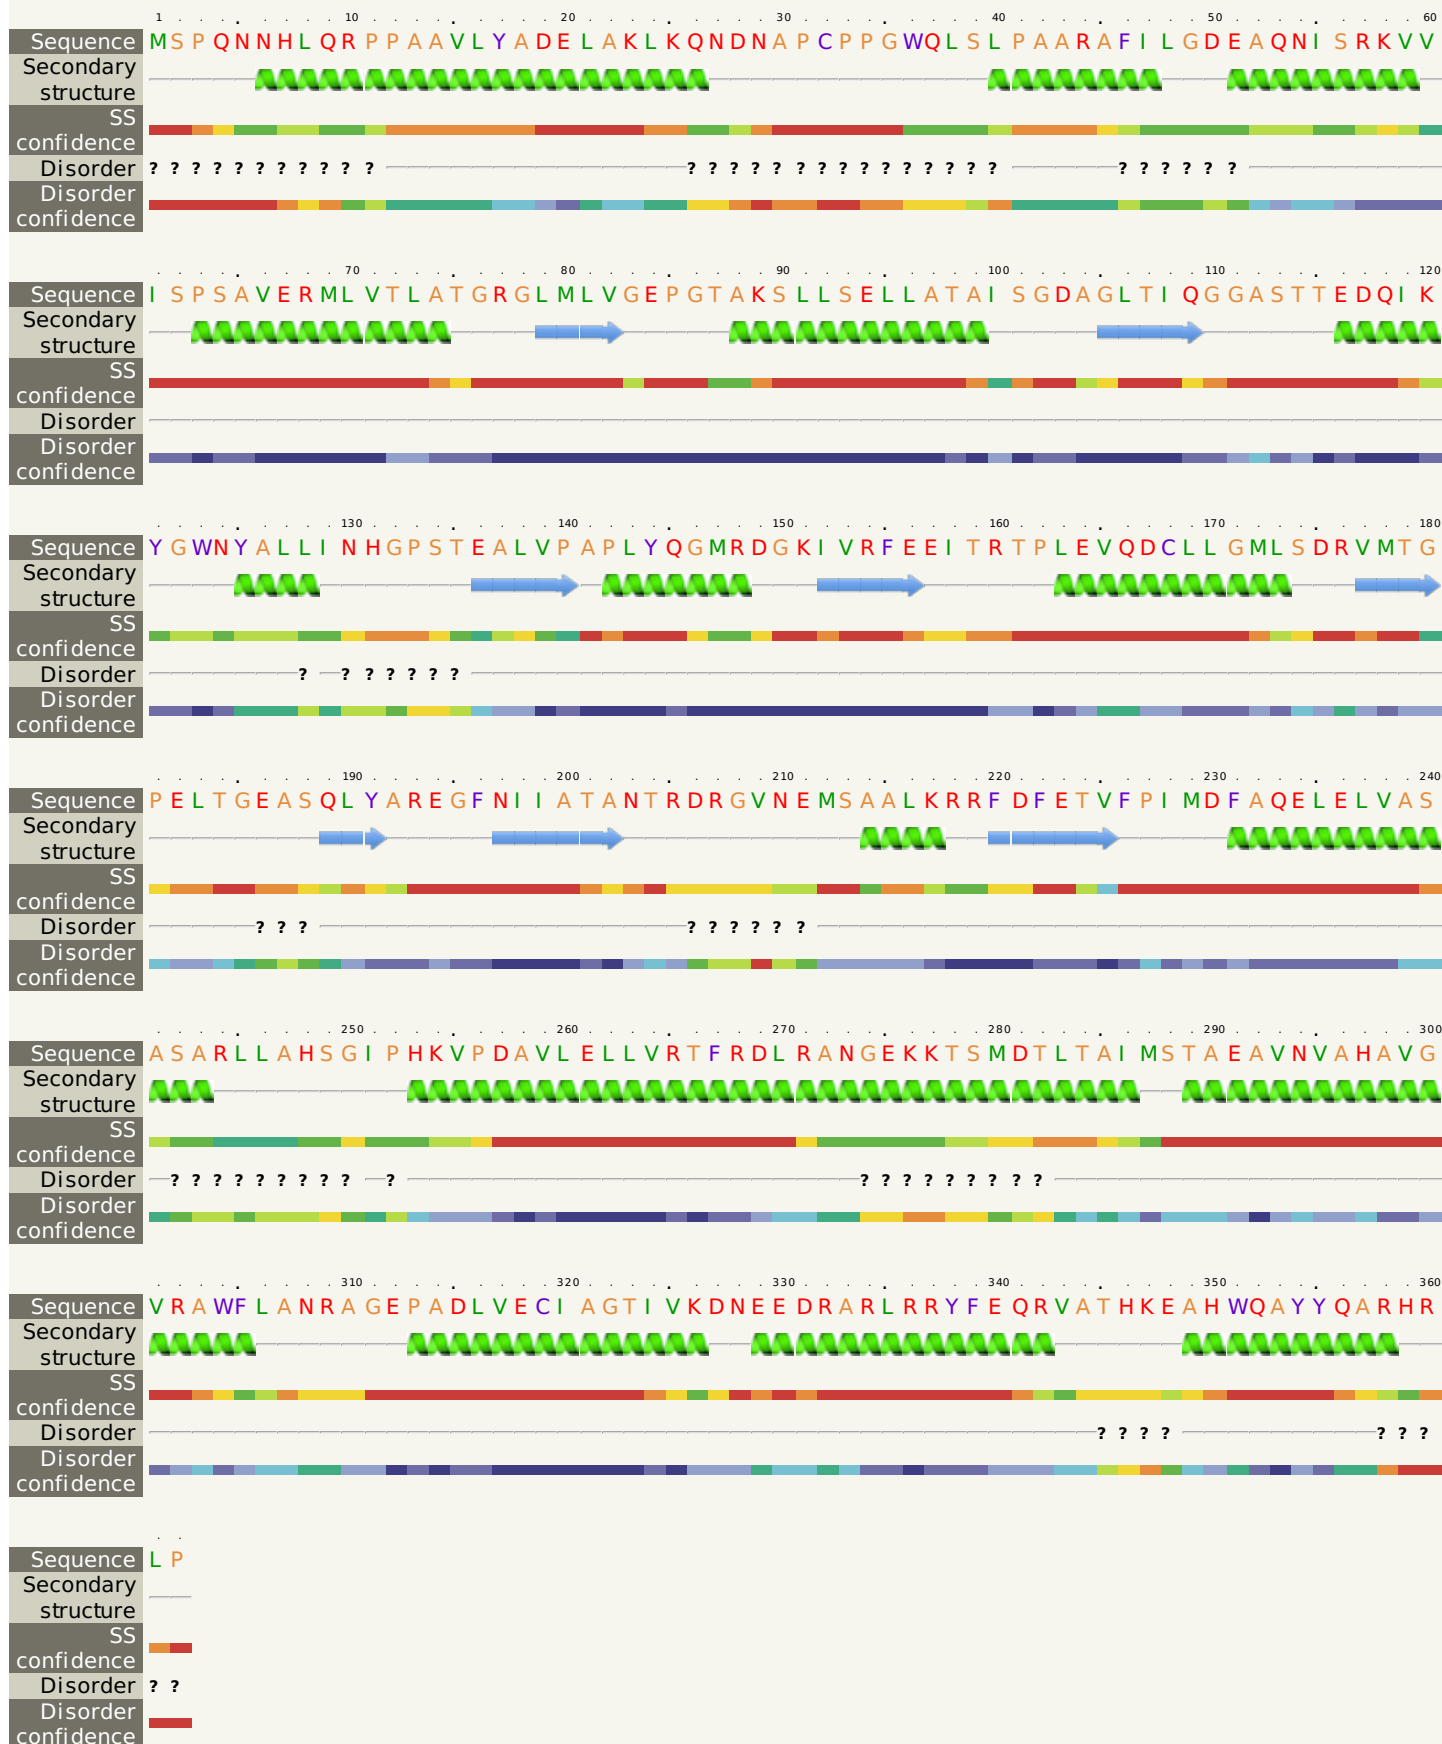 1 . . . . . . . . 10 . . . . . . . . . 20 . . . . . . . . . 30 . . . . . . . . . 40 . . . . . . . . . 50 . . . . . . . . . 60
Sequence MSPQNNHLQRPPAAVLYADELAKLKQNDNAPCPPGWQLSLPAARAFILGDEAQNISRKVV
Secondary
structure
SS
confidence
Disorder ? ? ? ? ? ? ? ? ? ? ? ? ? ? ? ? ? ? ? ? ? ? ? ? ? ? ? ? ? ? ? ?
Disorder
confidence
. . . . . . . . . 70 . . . . . . . . . 80 . . . . . . . . . 90 . . . . . . . . . 100 . . . . . . . . . 110 . . . . . . . . . 120
Sequence ISPSAVERMLVTLATGRGLMLVGEPGTAKSLLSELLATAISGDAGLTIQGGASTTEDQIK
Secondary
structure
SS
confidence
Disorder
Disorder
confidence
. . . . . . . . . 130 . . . . . . . . . 140 . . . . . . . . . 150 . . . . . . . . . 160 . . . . . . . . . 170 . . . . . . . . . 180
Sequence YGWNYALLINHGPSTEALVPAPLYQGMRDGKIVRFEEITRTPLEVQDCLLGMLSDRVMTG
Secondary
structure
SS
confidence
Disorder ? ? ? ? ? ? ?
Disorder
confidence
. . . . . . . . . 190 . . . . . . . . . 200 . . . . . . . . . 210 . . . . . . . . . 220 . . . . . . . . . 230 . . . . . . . . . 240
Sequence PELTGEASQLYAREGFNIIATANTRDRGVNEMSAALKRRFDFETVFPIMDFAQELELVAS
Secondary
structure
SS
confidence
Disorder ? ? ? ? ? ? ? ? ?
Disorder
confidence
. . . . . . . . . 250 . . . . . . . . . 260 . . . . . . . . . 270 . . . . . . . . . 280 . . . . . . . . . 290 . . . . . . . . . 300
Sequence ASARLLAHSGIPHKVPDAVLELLVRTFRDLRANGEKKTSMDTLTAIMSTAEAVNVAHAVG
Secondary
structure
SS
confidence
Disorder ? ? ? ? ? ? ? ? ? ? ? ? ? ? ? ? ? ? ?
Disorder
confidence
. . . . . . . . . 310 . . . . . . . . . 320 . . . . . . . . . 330 . . . . . . . . . 340 . . . . . . . . . 350 . . . . . . . . . 360
Sequence VRAWFLANRAGEPADLVECIAGTIVKDNEEDRARLRRYFEQRVATHKEAHWQAYYQARHR
Secondary
structure
SS
confidence
Disorder ? ? ? ? ? ? ?
Disorder
confidence
. .
Sequence LP
Secondary
structure
SS
confidence
Disorder ? ?
Disorder
confidence